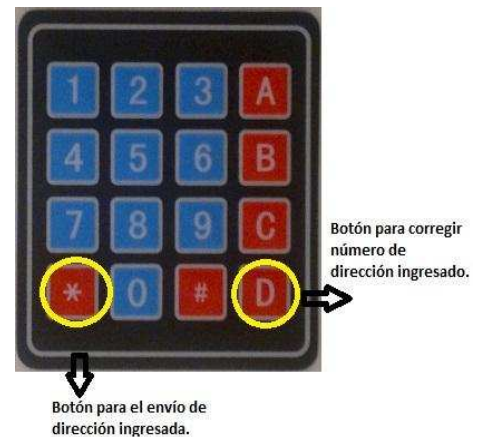 1 2 3 A
4 5 6 B
7 8 9 C
* 0 # D
Botón para corregir
número de
dirección ingresado.
Botón para el envío de
dirección ingresada.